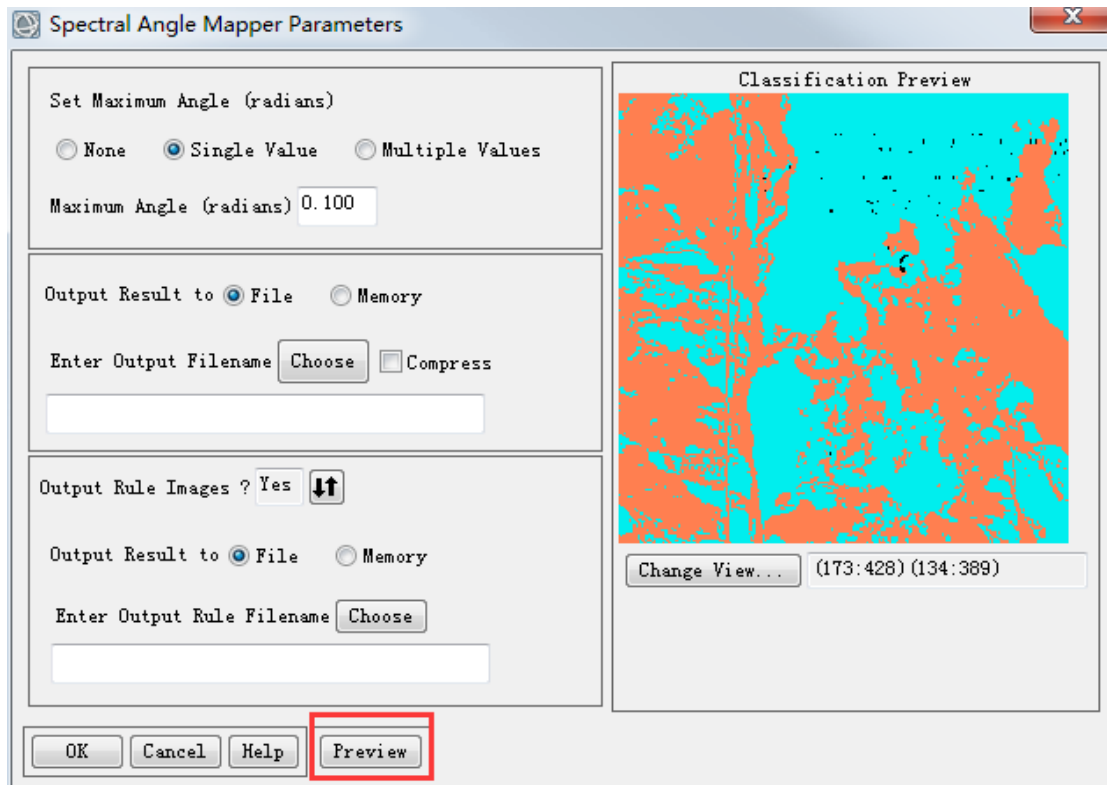 Spectral Angle Mapper Parameters
Set Maximum Angle (radians)
None Single Value Multiple Values
Maximum Angle (radians) 0.100
Output Result to File Memory
Enter Output Filename Choose Compress
Output Rule Images ? Yes
Output Result to File Memory
Enter Output Rule Filename Choose
OK Cancel Help Preview
Classification Preview
Change View... (173:428)(134:389)